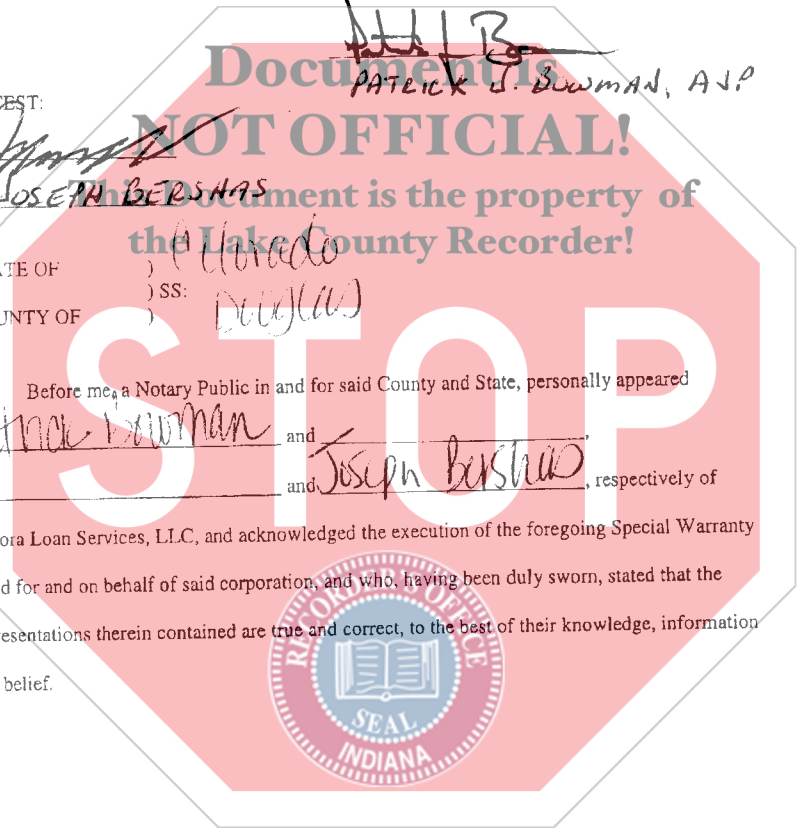 Document is
PATRICK J. BOWMAN, AVP
EST:
NOT OFFICIAL!
JOSEPH BERSHAS
This Document is the property of
the Lake County Recorder!
ATE OF ) Colorado
) SS:
UNTY OF ) Douglas
STOP
Before me, a Notary Public in and for said County and State, personally appeared
trick Bowman and ,
and Joseph Bershas, respectively of
ora Loan Services, LLC, and acknowledged the execution of the foregoing Special Warranty
d for and on behalf of said corporation, and who, having been duly sworn, stated that the
resentations therein contained are true and correct, to the best of their knowledge, information
belief.
RECORDER'S OFFICE
SEAL
INDIANA